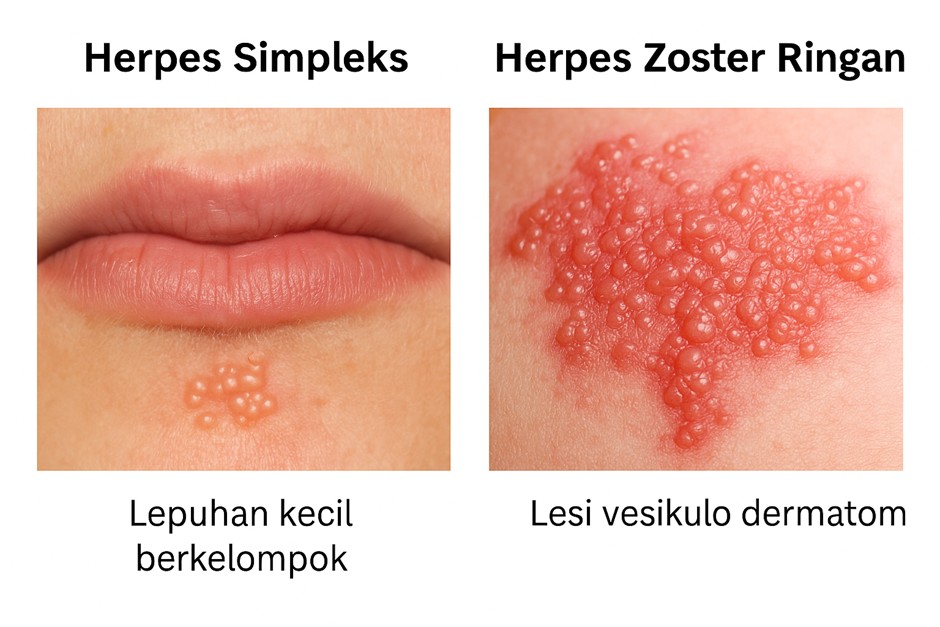 Herpes Simpleks
Herpes Zoster Ringan
Lepuhan kecil
berkelompok
Lesi vesikulo dermatom